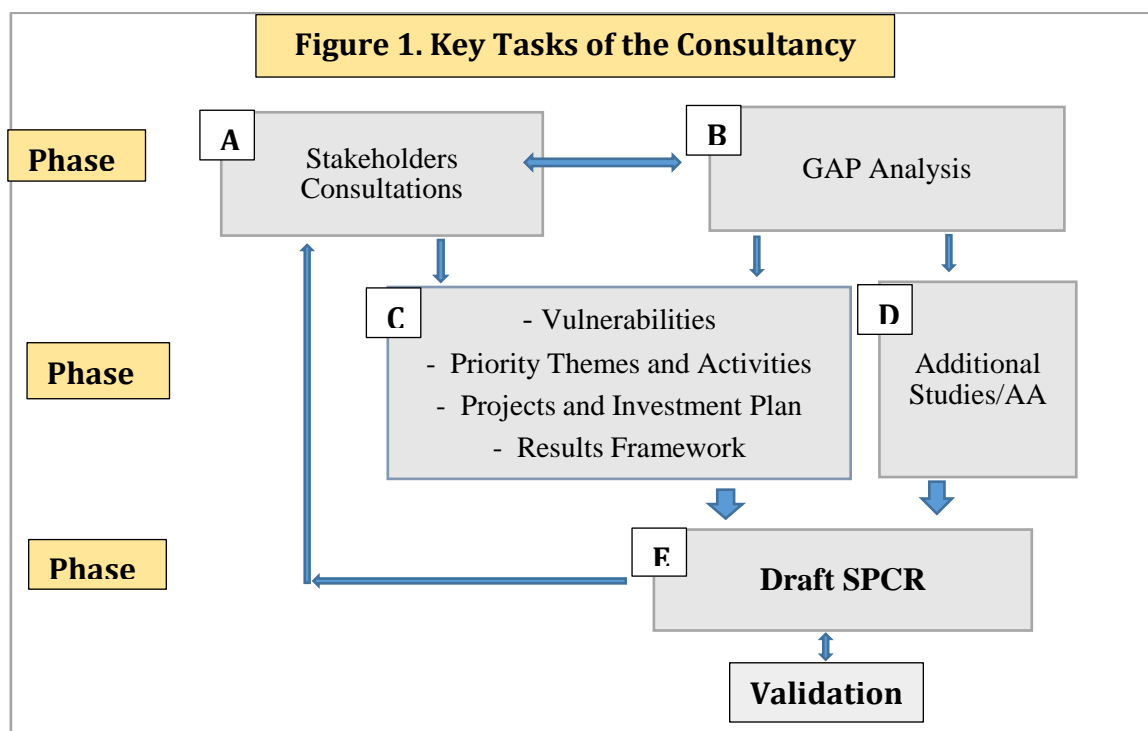 Figure 1. Key Tasks of the Consultancy
Phase
A
Stakeholders
Consultations
B
GAP Analysis
Phase
C
- Vulnerabilities
- Priority Themes and Activities
- Projects and Investment Plan
- Results Framework
D
Additional
Studies/AA
Phase
E
Draft SPCR
Validation